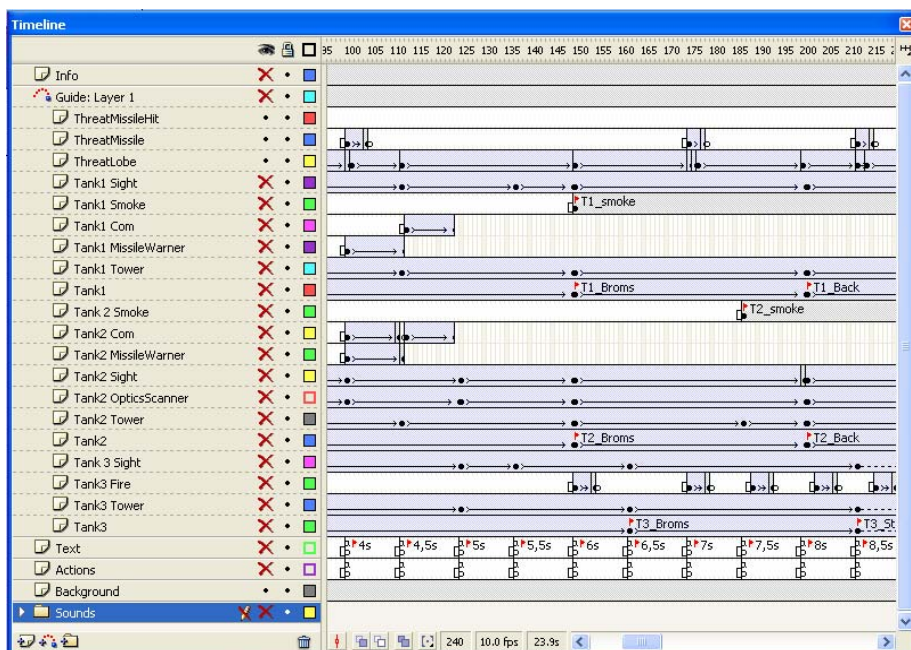 Timeline
95 100 105 110 115 120 125 130 135 140 145 150 155 160 165 170 175 180 185 190 195 200 205 210 215
Info
Guide: Layer 1
ThreatMissileHit
ThreatMissile
ThreatLobe
Tank1 Sight
Tank1 Smoke T1_smoke
Tank1 Com
Tank1 MissileWarner
Tank1 Tower
Tank1 T1_Broms T1_Back
Tank 2 Smoke T2_smoke
Tank2 Com
Tank2 MissileWarner
Tank2 Sight
Tank2 OpticsScanner
Tank2 Tower
Tank2 T2_Broms T2_Back
Tank 3 Sight
Tank3 Fire
Tank3 Tower
Tank3 T3_Broms T3_St
Text 4s 4,5s 5s 5,5s 6s 6,5s 7s 7,5s 8s 8,5s
Actions
Background
Sounds
240 10.0 fps 23.9s